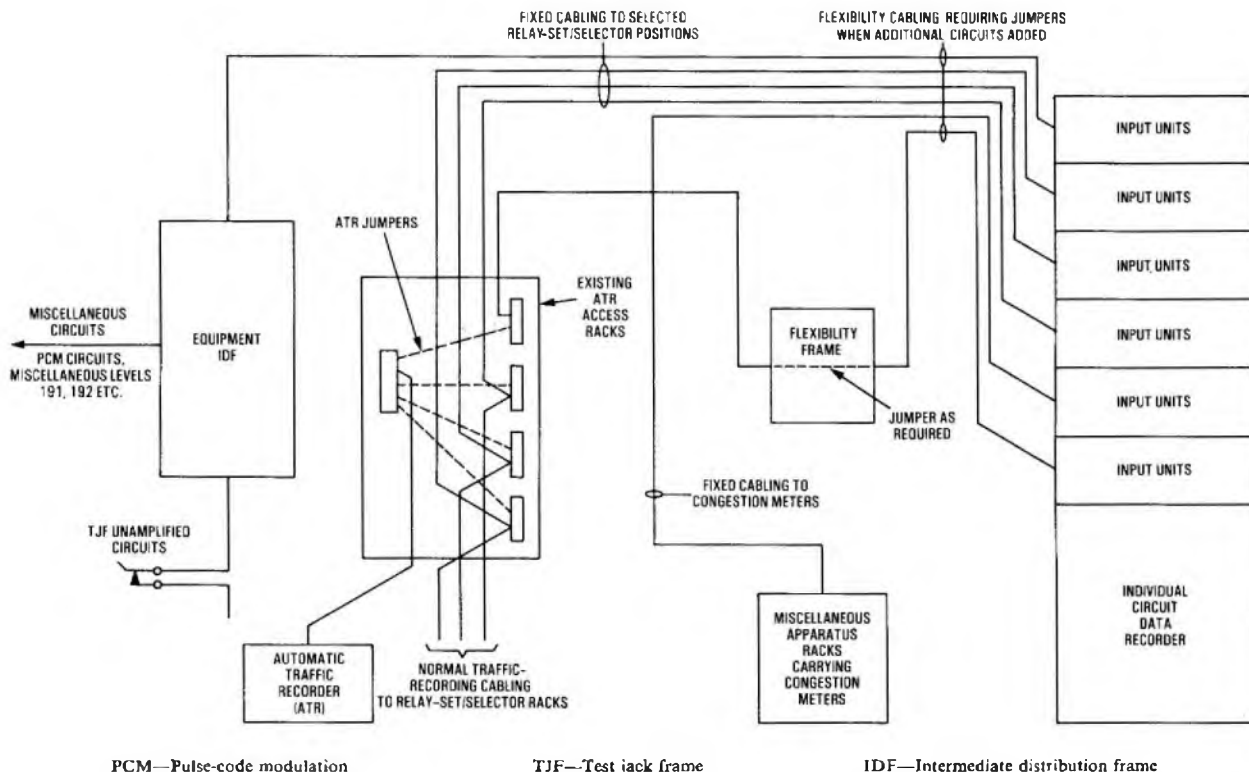 FIXED CABLING TO SELECTED
RELAY-SET/SELECTOR POSITIONS
FLEXIBILITY CABLING REQUIRING JUMPERS
WHEN ADDITIONAL CIRCUITS ADDED
INPUT UNITS
INPUT UNITS
INPUT UNITS
INPUT UNITS
INPUT UNITS
INPUT UNITS
INDIVIDUAL
CIRCUIT
DATA
RECORDER
ATR JUMPERS
EXISTING
ATR
ACCESS
RACKS
MISCELLANEOUS
CIRCUITS
PCM CIRCUITS,
MISCELLANEOUS LEVELS
191, 192 ETC.
EQUIPMENT
IDF
FLEXIBILITY
FRAME
JUMPER AS
REQUIRED
FIXED CABLING TO
CONGESTION METERS
TJF UNAMPLIFIED
CIRCUITS
AUTOMATIC
TRAFFIC
RECORDER
(ATR)
NORMAL TRAFFIC-
RECORDING CABLING
TO RELAY-SET/SELECTOR RACKS
MISCELLANEOUS
APPARATUS
RACKS
CARRYING
CONGESTION
METERS
PCM—Pulse-code modulation
TJF—Test jack frame
IDF—Intermediate distribution frame